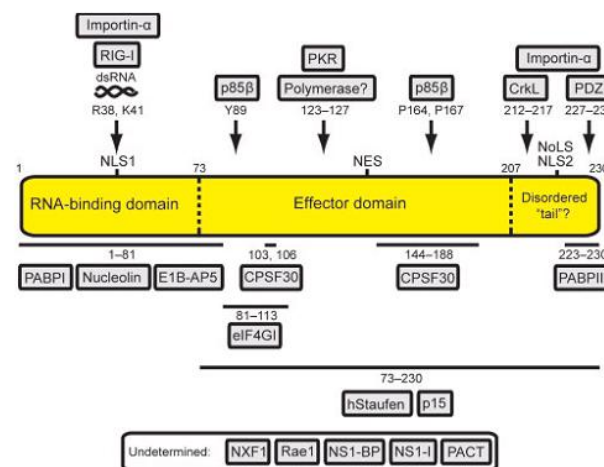 Importin-α
RIG-I
dsRNA
R38, K41
p85β
Y89
PKR
Polymerase?
123–127
p85β
P164, P167
Importin-α
CrkL
212–217
PDZ
227–23
1
NLS1
73
NES
207
NoLS
NLS2
230
RNA-binding domain
Effector domain
Disordered
"tail"?
1–81
PABPI
Nucleolin
E1B-AP5
103, 106
CPSF30
144–188
CPSF30
223–230
PABPII
81–113
eIF4GI
73–230
hStaufen
p15
Undetermined:
NXF1
Rae1
NS1-BP
NS1-I
PACT